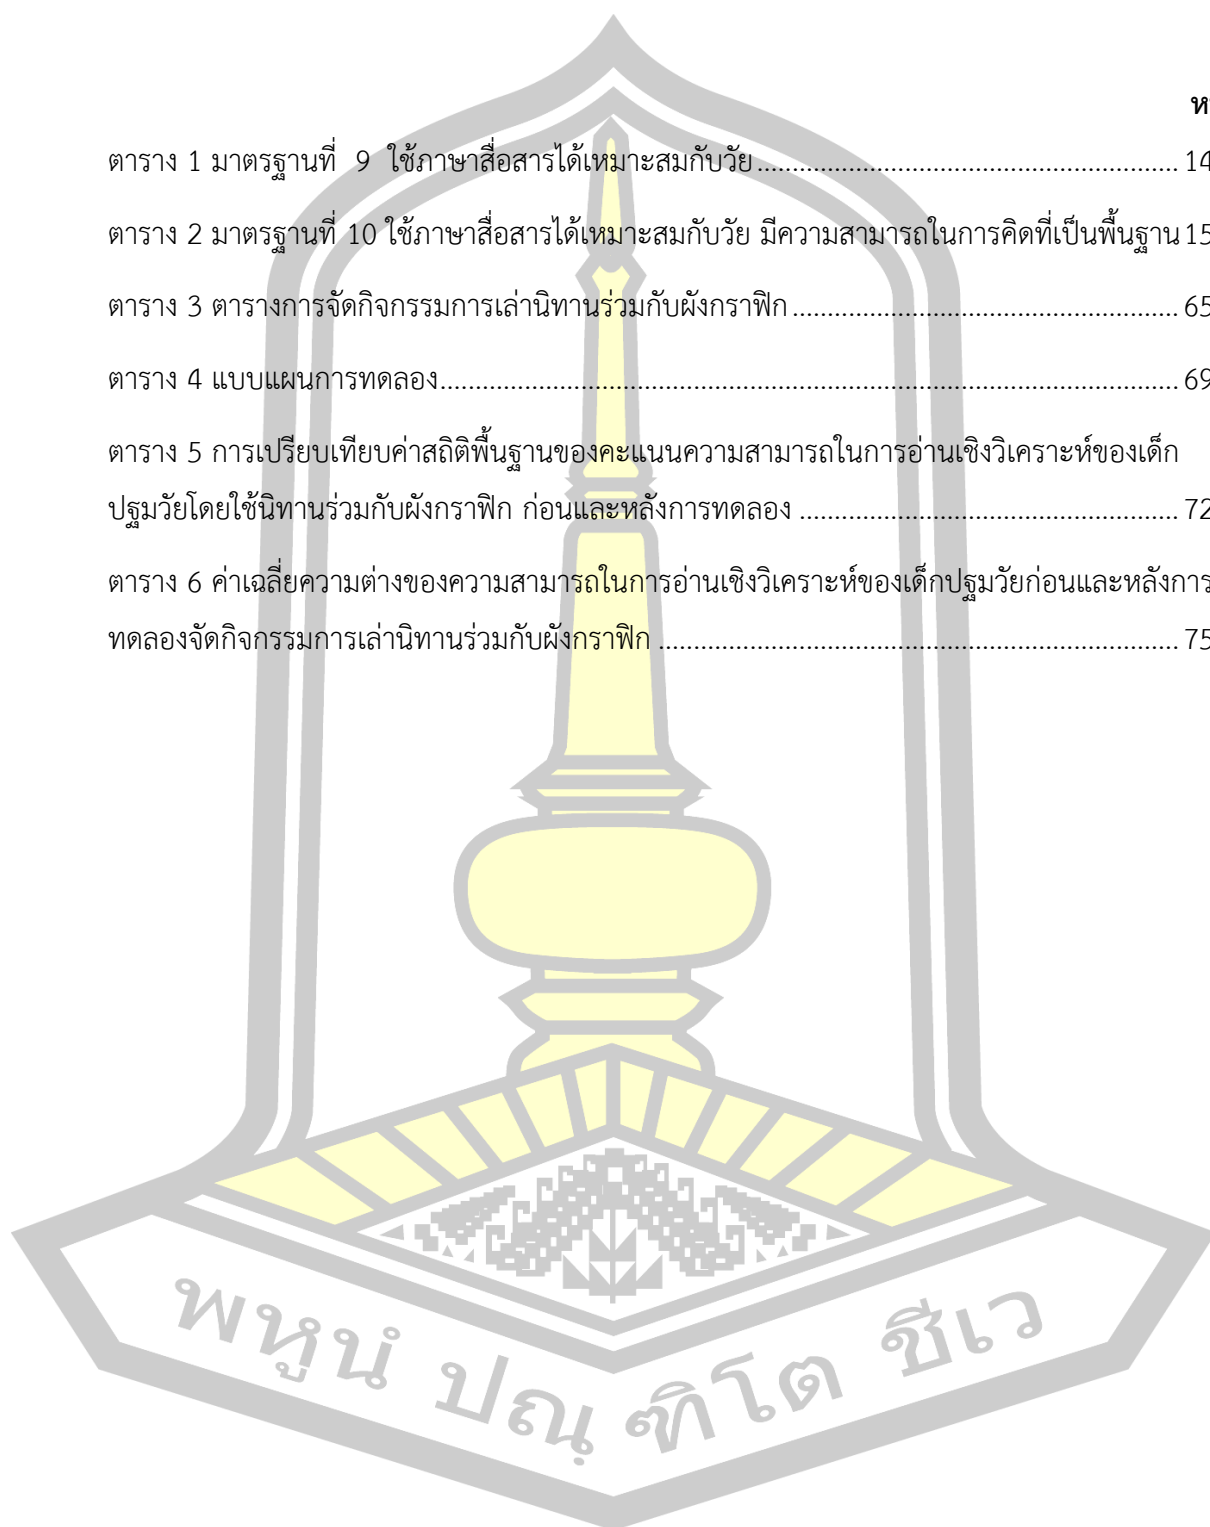 ตาราง 1 มาตรฐานที่  9  ใช้ภาษาสื่อสารได้เหมาะสมกับวัย ........................................................... 14
ตาราง 2 มาตรฐานที่ 10 ใช้ภาษาสื่อสารได้เหมาะสมกับวัย มีความสามารถในการคิดที่เป็นพื้นฐาน 15
ตาราง 3 ตารางการจัดกิจกรรมการเล่านิทานร่วมกับผังกราฟิก ...................................................... 65
ตาราง 4 แบบแผนการทดลอง......................................................................................................... 69
ตาราง 5 การเปรียบเทียบค่าสถิติพื้นฐานของคะแนนความสามารถในการอ่านเชิงวิเคราะห์ของเด็ก
ปฐมวัยโดยใช้นิทานร่วมกับผังกราฟิก ก่อนและหลังการทดลอง ..................................................... 72
ตาราง 6 ค่าเฉลี่ยความต่างของความสามารถในการอ่านเชิงวิเคราะห์ของเด็กปฐมวัยก่อนและหลังการ
ทดลองจัดกิจกรรมการเล่านิทานร่วมกับผังกราฟิก ......................................................................... 75
พหูนํ ปณฺฑิโต ชีเว